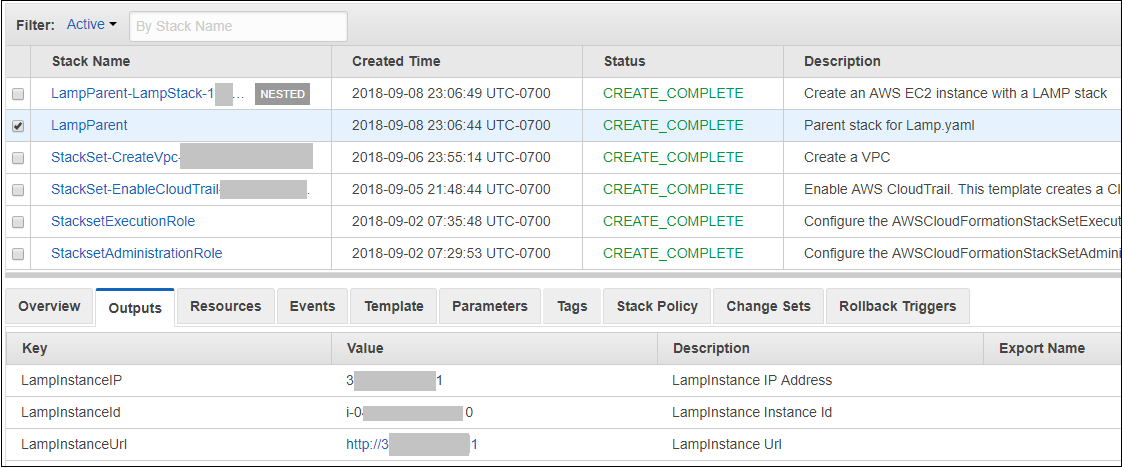 Filter: Active By Stack Name
Stack Name Created Time Status Description
LampParent-LampStack-1 ... NESTED 2018-09-08 23:06:49 UTC-0700 CREATE_COMPLETE Create an AWS EC2 instance with a LAMP stack
LampParent 2018-09-08 23:06:44 UTC-0700 CREATE_COMPLETE Parent stack for Lamp.yaml
StackSet-CreateVpc- 2018-09-06 23:55:14 UTC-0700 CREATE_COMPLETE Create a VPC
StackSet-EnableCloudTrail- . 2018-09-05 21:48:44 UTC-0700 CREATE_COMPLETE Enable AWS CloudTrail. This template creates a Cl
StacksetExecutionRole 2018-09-02 07:35:48 UTC-0700 CREATE_COMPLETE Configure the AWSCloudFormationStackSetExecut
StacksetAdministrationRole 2018-09-02 07:29:53 UTC-0700 CREATE_COMPLETE Configure the AWSCloudFormationStackSetAdmini
Overview Outputs Resources Events Template Parameters Tags Stack Policy Change Sets Rollback Triggers
Key Value Description Export Name
LampInstanceIP 3 1 LampInstance IP Address
LampInstanceId i-0 0 LampInstance Instance Id
LampInstanceUrl http://3 1 LampInstance Url